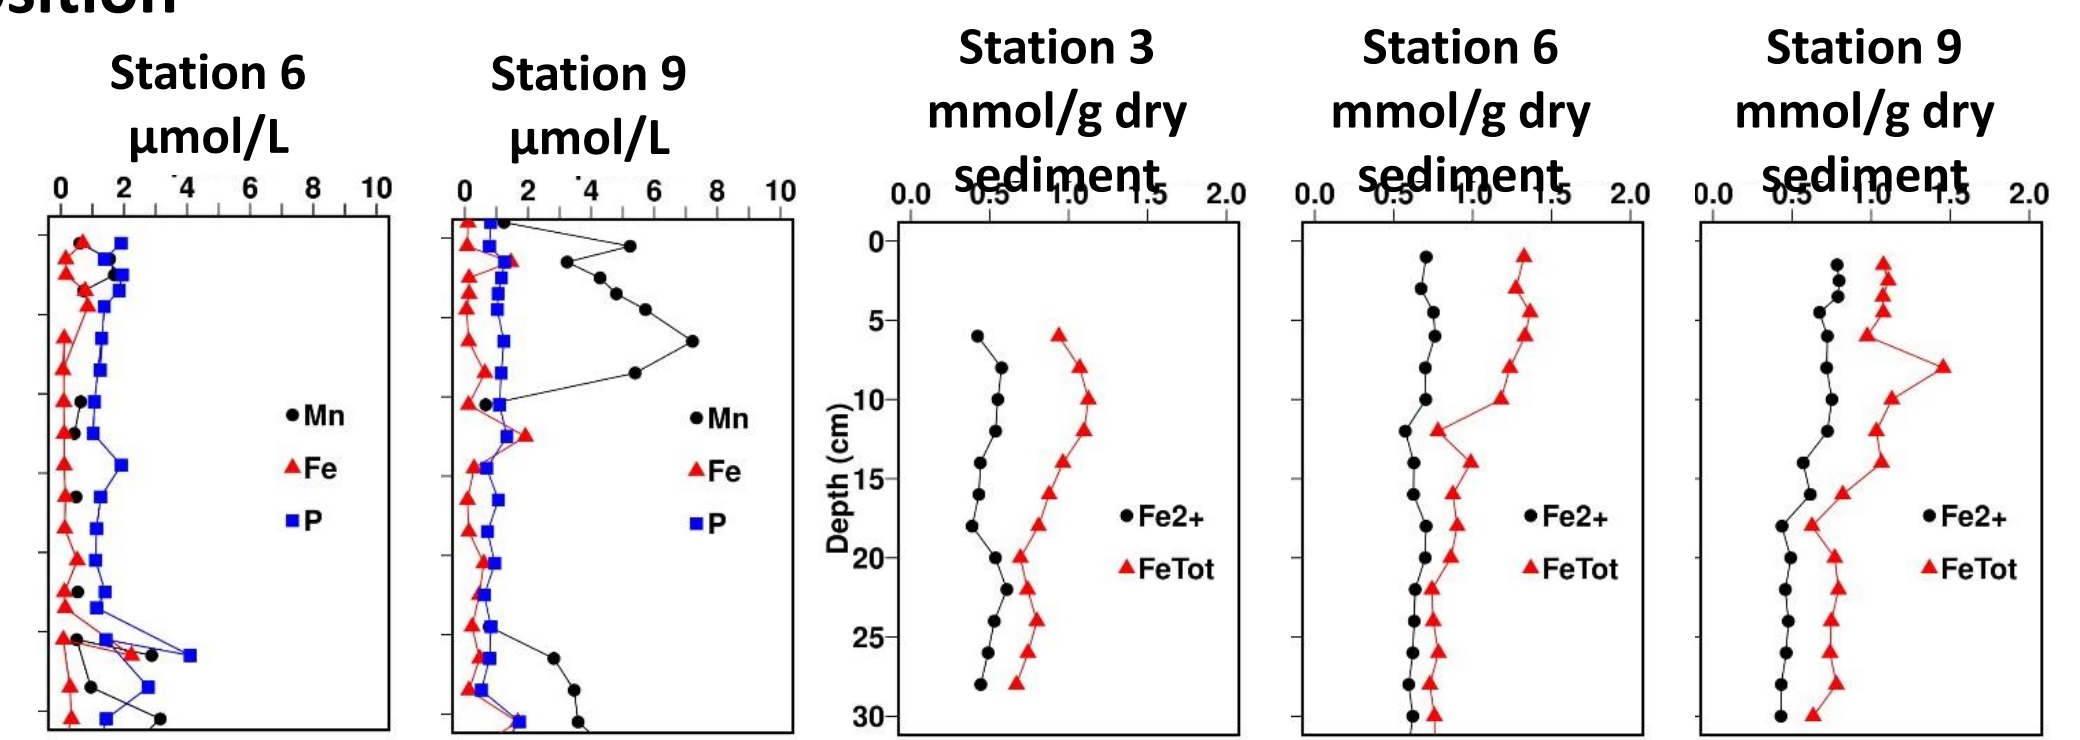 sition
Station 6
µmol/L
0 2 4 6 8 10
Mn
Fe
P
Station 9
µmol/L
0 2 4 6 8 10
Mn
Fe
P
Station 3
mmol/g dry
sediment
0.0 0.5 1.0 1.5 2.0
Depth (cm)
0
5
10
15
20
25
30
Fe2+
FeTot
Station 6
mmol/g dry
sediment
0.0 0.5 1.0 1.5 2.0
Fe2+
FeTot
Station 9
mmol/g dry
sediment
0.0 0.5 1.0 1.5 2.0
Fe2+
FeTot